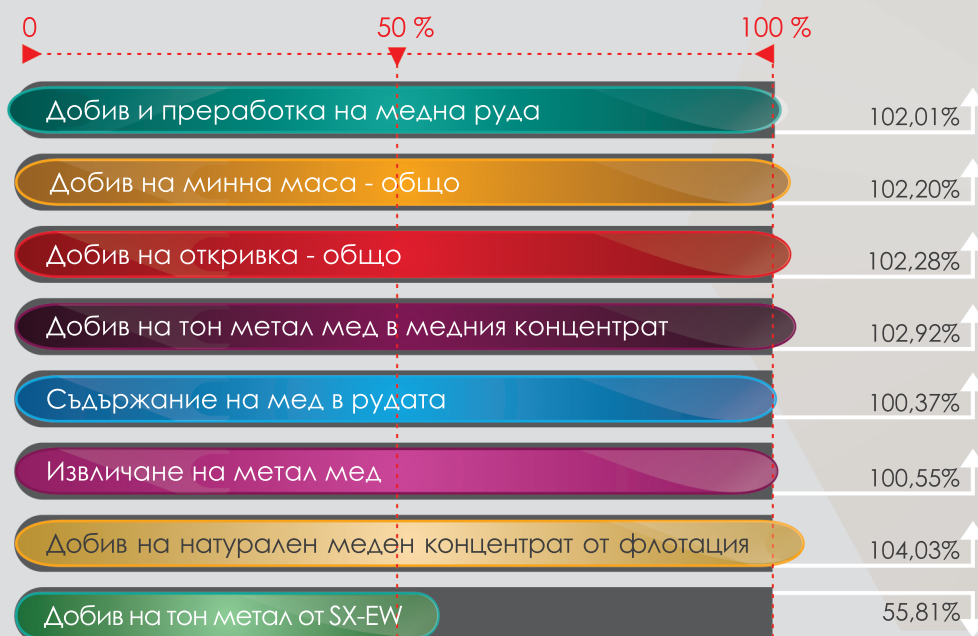 0 50 % 100 %
Добив и преработка на медна руда 102,01%
Добив на минна маса - общо 102,20%
Добив на откривка - общо 102,28%
Добив на тон метал мед в медния концентрат 102,92%
Съдържание на мед в рудата 100,37%
Извличане на метал мед 100,55%
Добив на натурален меден концентрат от флотация 104,03%
Добив на тон метал от SX-EW 55,81%